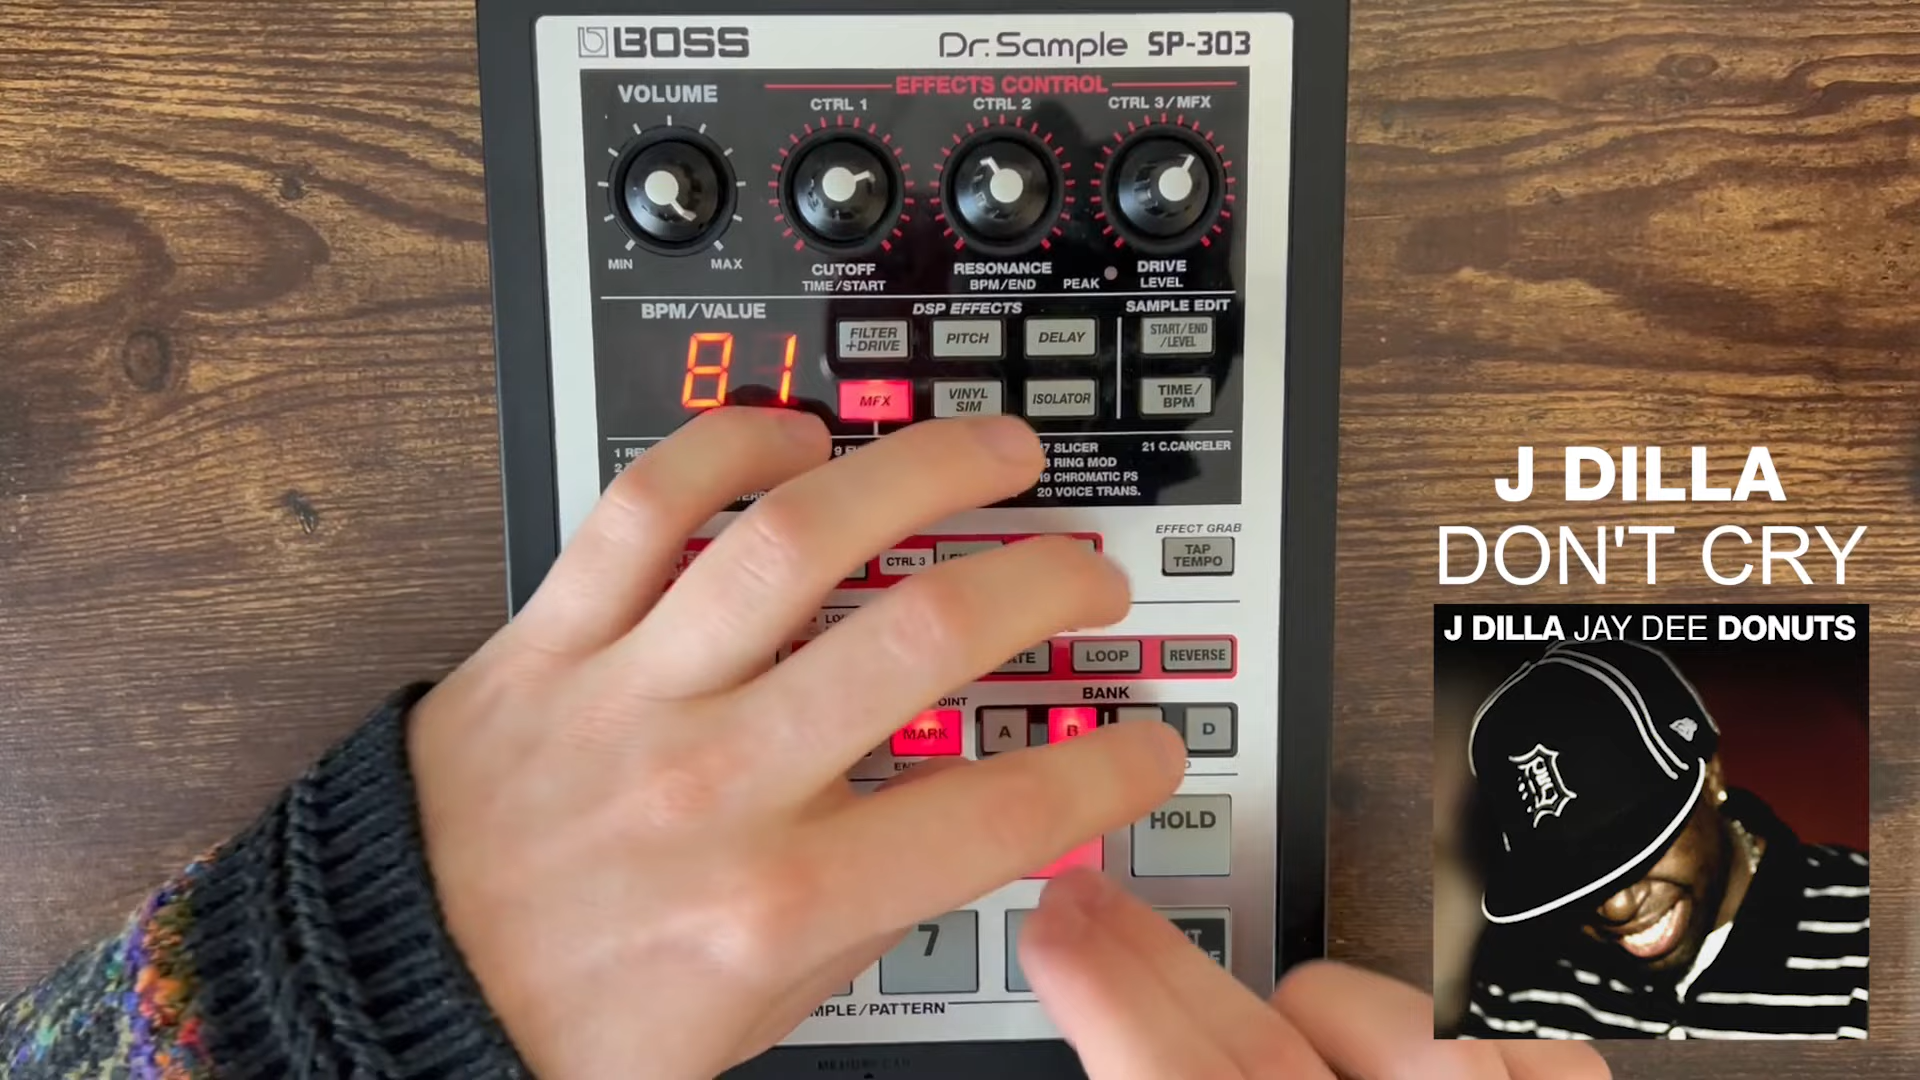 BOSS
Dr. Sample SP-303
VOLUME
EFFECTS CONTROL
CTRL 1
CTRL 2
CTRL 3/MFX
MIN
MAX
CUTOFF
TIME/START
RESONANCE
BPM/END
PEAK
DRIVE
LEVEL
BPM/VALUE
DSP EFFECTS
SAMPLE EDIT
81
FILTER
+DRIVE
PITCH
DELAY
START/END
/LEVEL
MFX
VINYL
SIM
ISOLATOR
TIME/
BPM
SLICER
21 C.CANCELER
RING MOD
19 CHROMATIC PS
20 VOICE TRANS.
EFFECT GRAB
TAP
TEMPO
CTRL 3
LOOP
REVERSE
BANK
MARK
A
B
D
HOLD
7
J DILLA
DON'T CRY
J DILLA JAY DEE DONUTS